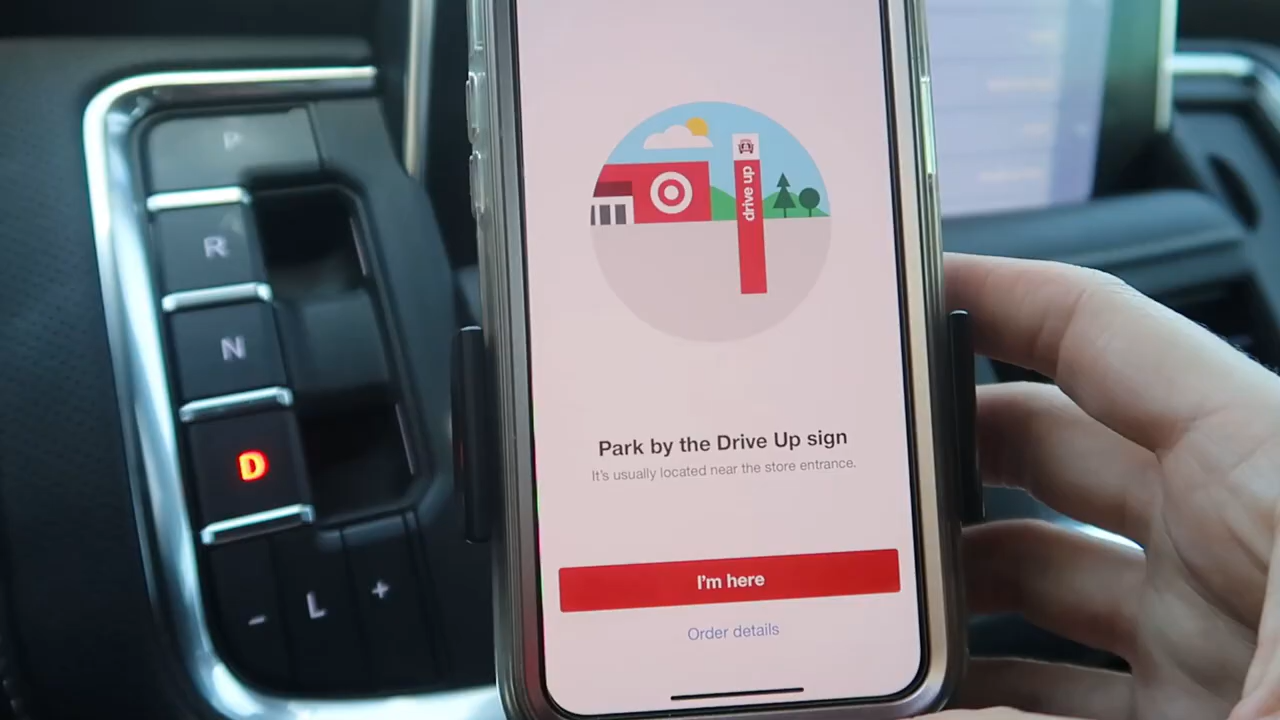 P
R
N
D
- L +
drive up
Park by the Drive Up sign
It's usually located near the store entrance.
I'm here
Order details